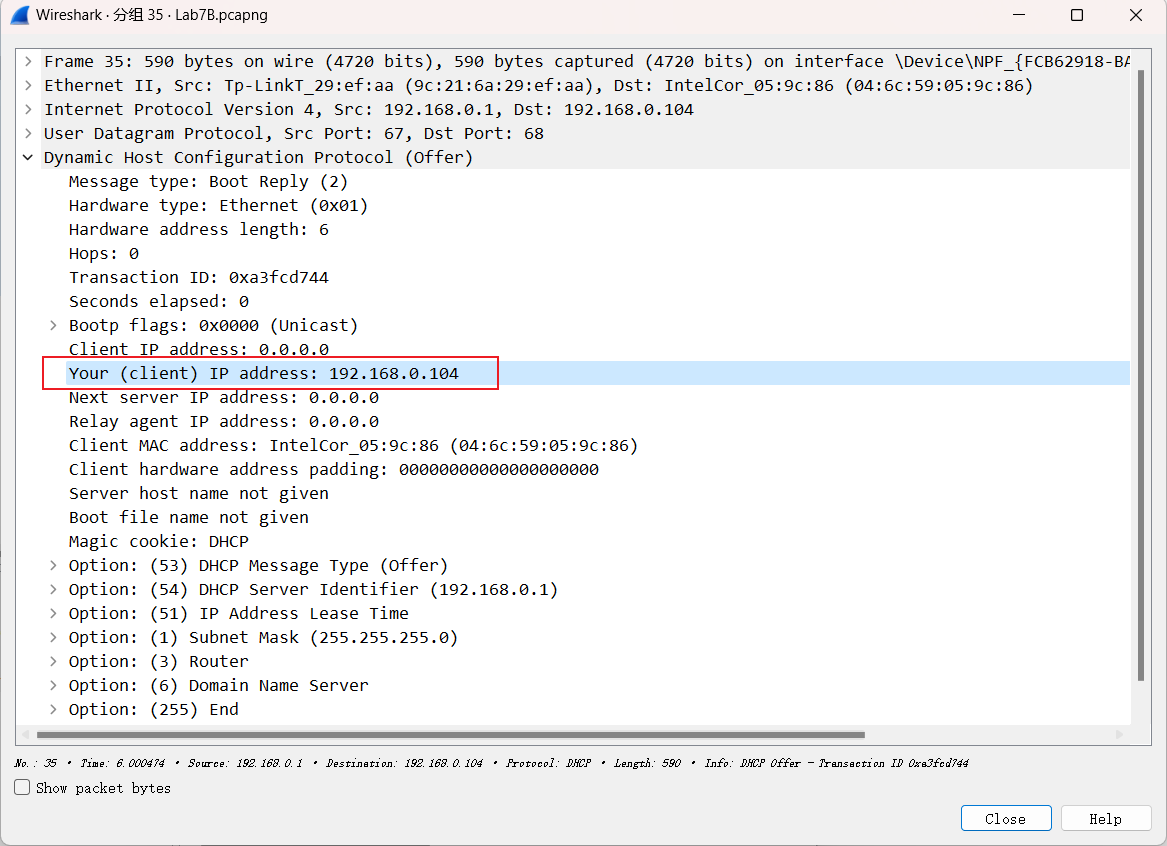 Wireshark · 分组 35 · Lab7B.pcapng
Frame 35: 590 bytes on wire (4720 bits), 590 bytes captured (4720 bits) on interface \Device\NPF_{FCB62918-BA
Ethernet II, Src: Tp-LinkT_29:ef:aa (9c:21:6a:29:ef:aa), Dst: IntelCor_05:9c:86 (04:6c:59:05:9c:86)
Internet Protocol Version 4, Src: 192.168.0.1, Dst: 192.168.0.104
User Datagram Protocol, Src Port: 67, Dst Port: 68
Dynamic Host Configuration Protocol (Offer)
Message type: Boot Reply (2)
Hardware type: Ethernet (0x01)
Hardware address length: 6
Hops: 0
Transaction ID: 0xa3fcd744
Seconds elapsed: 0
Bootp flags: 0x0000 (Unicast)
Client IP address: 0.0.0.0
Your (client) IP address: 192.168.0.104
Next server IP address: 0.0.0.0
Relay agent IP address: 0.0.0.0
Client MAC address: IntelCor_05:9c:86 (04:6c:59:05:9c:86)
Client hardware address padding: 00000000000000000000
Server host name not given
Boot file name not given
Magic cookie: DHCP
Option: (53) DHCP Message Type (Offer)
Option: (54) DHCP Server Identifier (192.168.0.1)
Option: (51) IP Address Lease Time
Option: (1) Subnet Mask (255.255.255.0)
Option: (3) Router
Option: (6) Domain Name Server
Option: (255) End
No.: 35 · Time: 6.000474 · Source: 192.168.0.1 · Destination: 192.168.0.104 · Protocol: DHCP · Length: 590 · Info: DHCP Offer - Transaction ID 0xa3fcd744
Show packet bytes
Close
Help